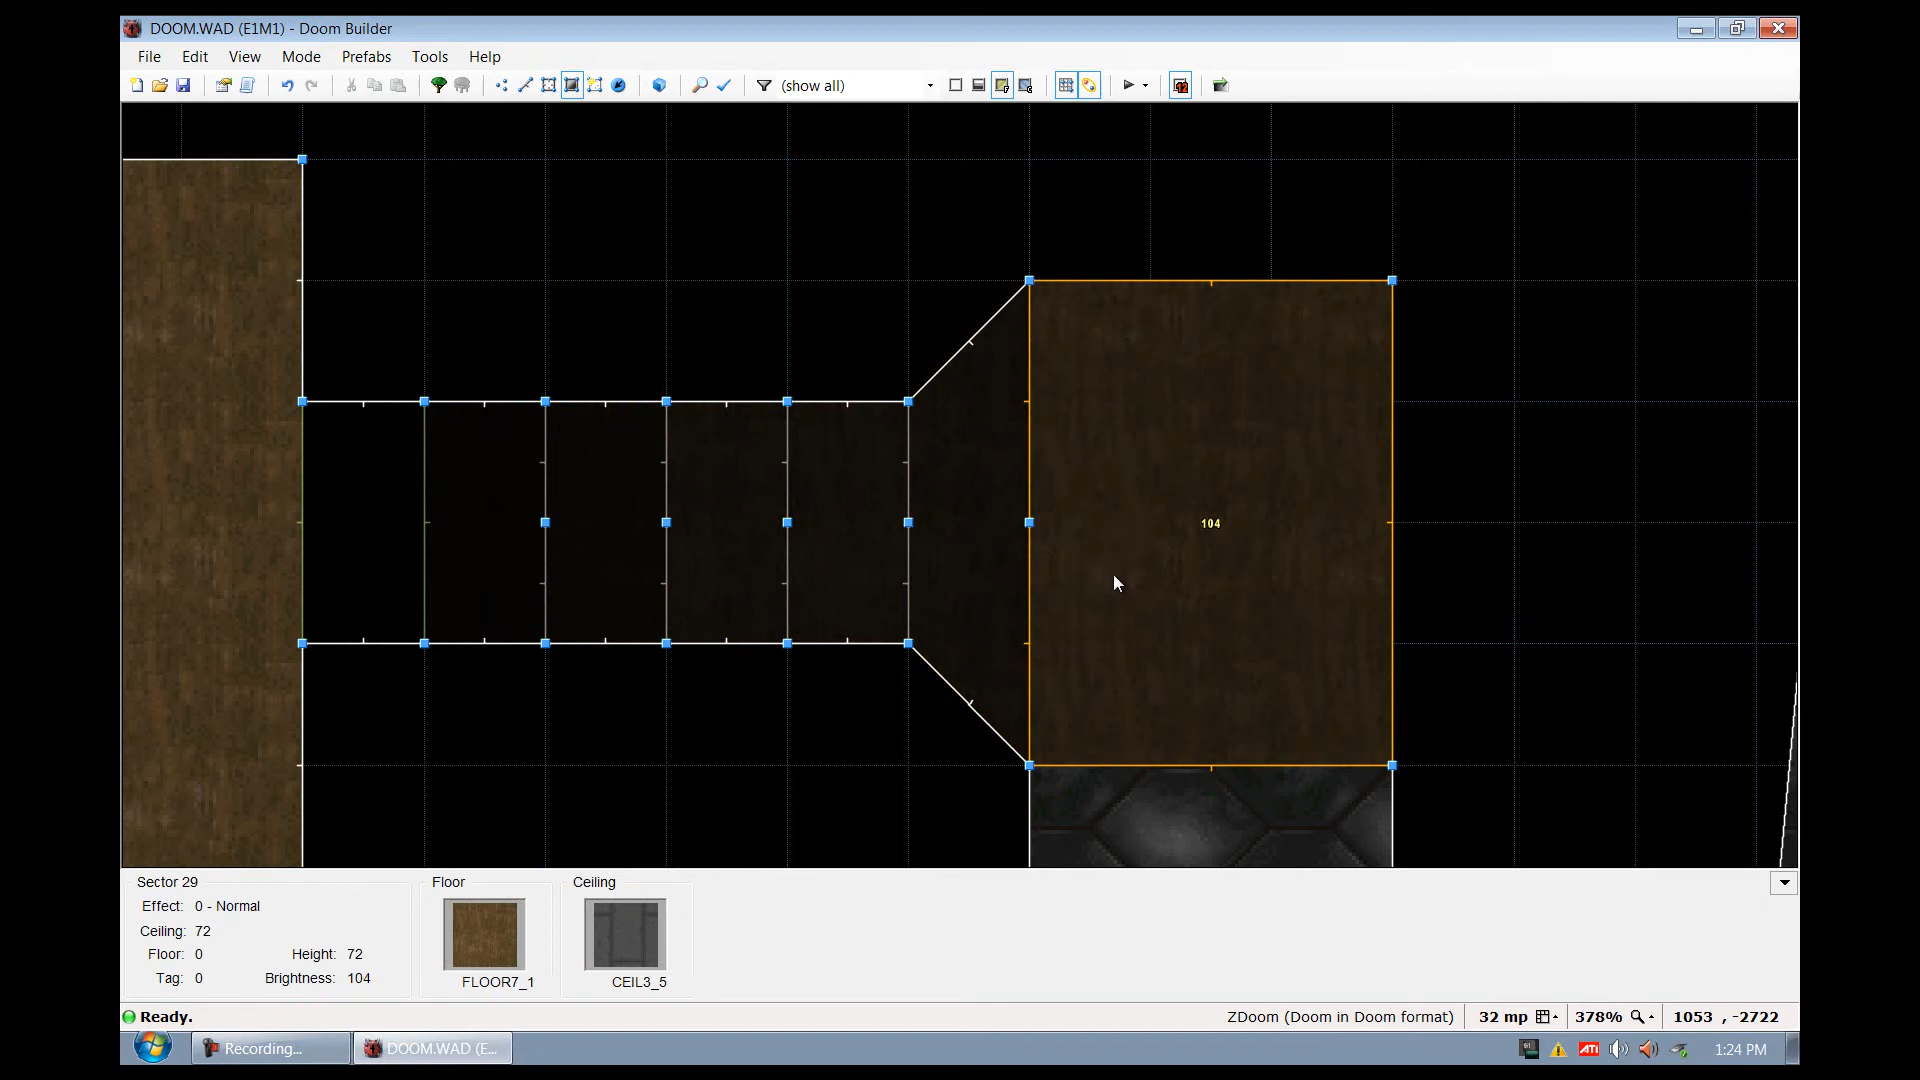 DOOM.WAD (E1M1) - Doom Builder
File Edit View Mode Prefabs Tools Help
(show all)
104
Sector 29
Effect: 0 - Normal
Ceiling: 72
Floor: 0 Height: 72
Tag: 0 Brightness: 104
Floor
FLOOR7_1
Ceiling
CEIL3_5
Ready.
ZDoom (Doom in Doom format) 32 mp 378% 1053 , -2722
Recording... DOOM.WAD (E... ATI 1:24 PM